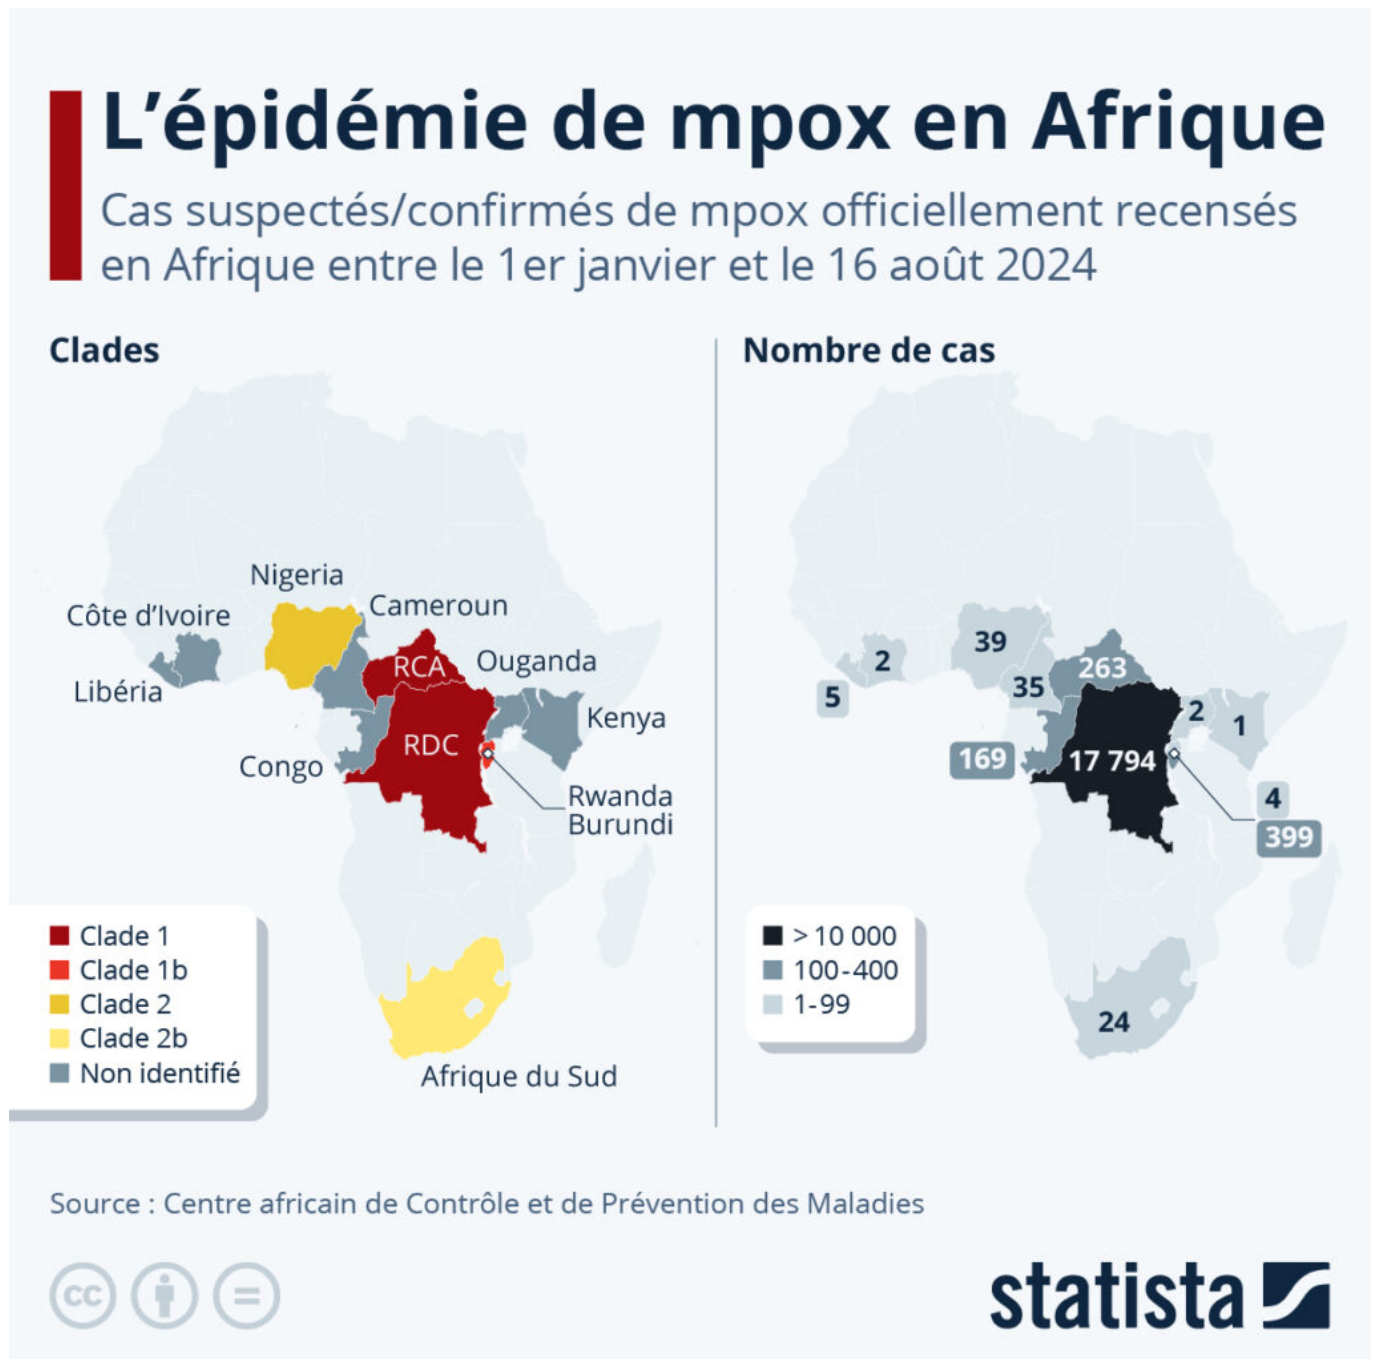 L’épidémie de mpox en Afrique
Cas suspectés/confirmés de mpox officiellement recensés
en Afrique entre le 1er janvier et le 16 août 2024
Clades
Nigeria
Côte d’Ivoire
Cameroun
RCA
Ouganda
Libéria
Kenya
RDC
Congo
Rwanda
Burundi
Clade 1
Clade 1b
Clade 2
Clade 2b
Non identifié
Afrique du Sud
Nombre de cas
39
2
263
35
5
2
1
169
17 794
4
399
> 10 000
100-400
1-99
24
Source : Centre africain de Contrôle et de Prévention des Maladies
cc
=
statista